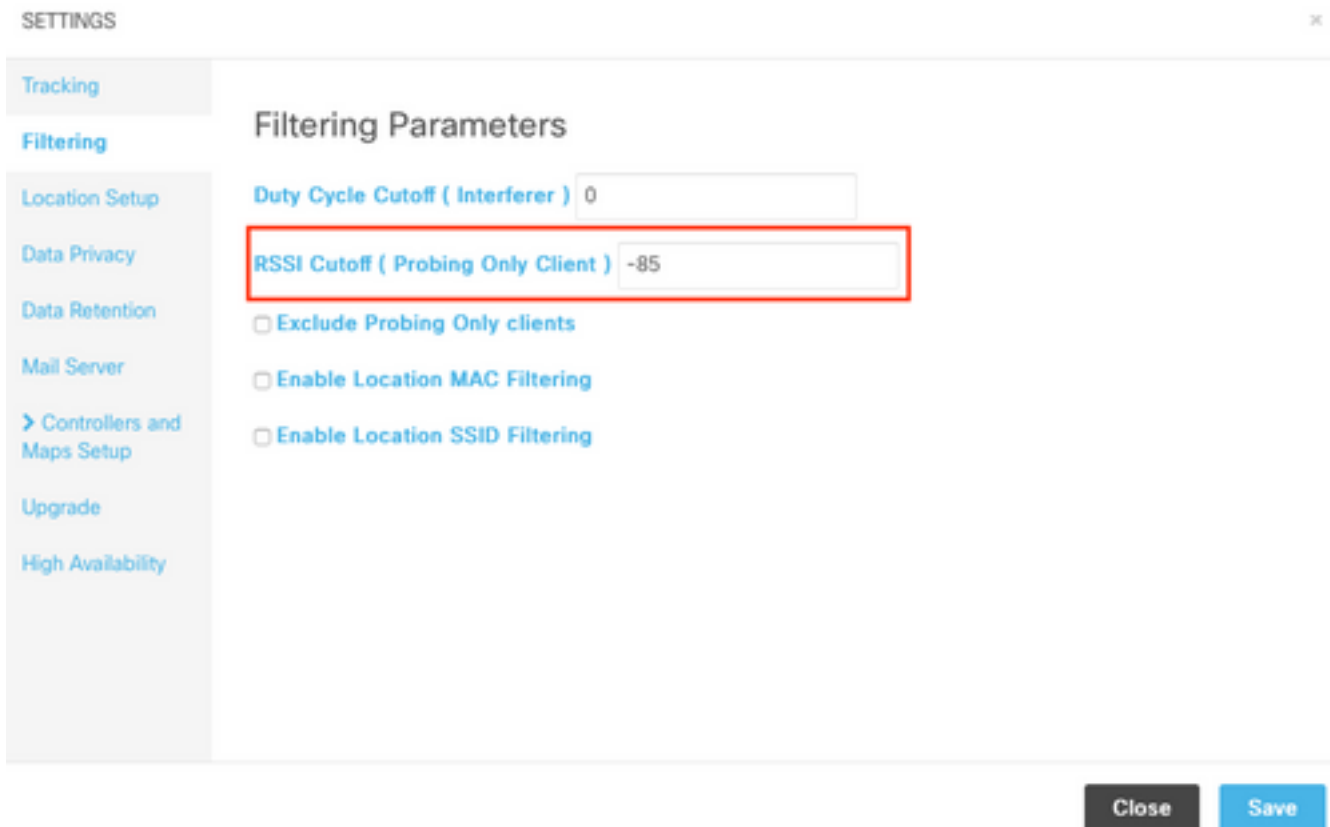 SETTINGS
×
Tracking
Filtering
Location Setup
Data Privacy
Data Retention
Mail Server
> Controllers and
Maps Setup
Upgrade
High Availability
Filtering Parameters
Duty Cycle Cutoff ( Interferer ) 0
RSSI Cutoff ( Probing Only Client ) -85
Exclude Probing Only clients
Enable Location MAC Filtering
Enable Location SSID Filtering
Close
Save